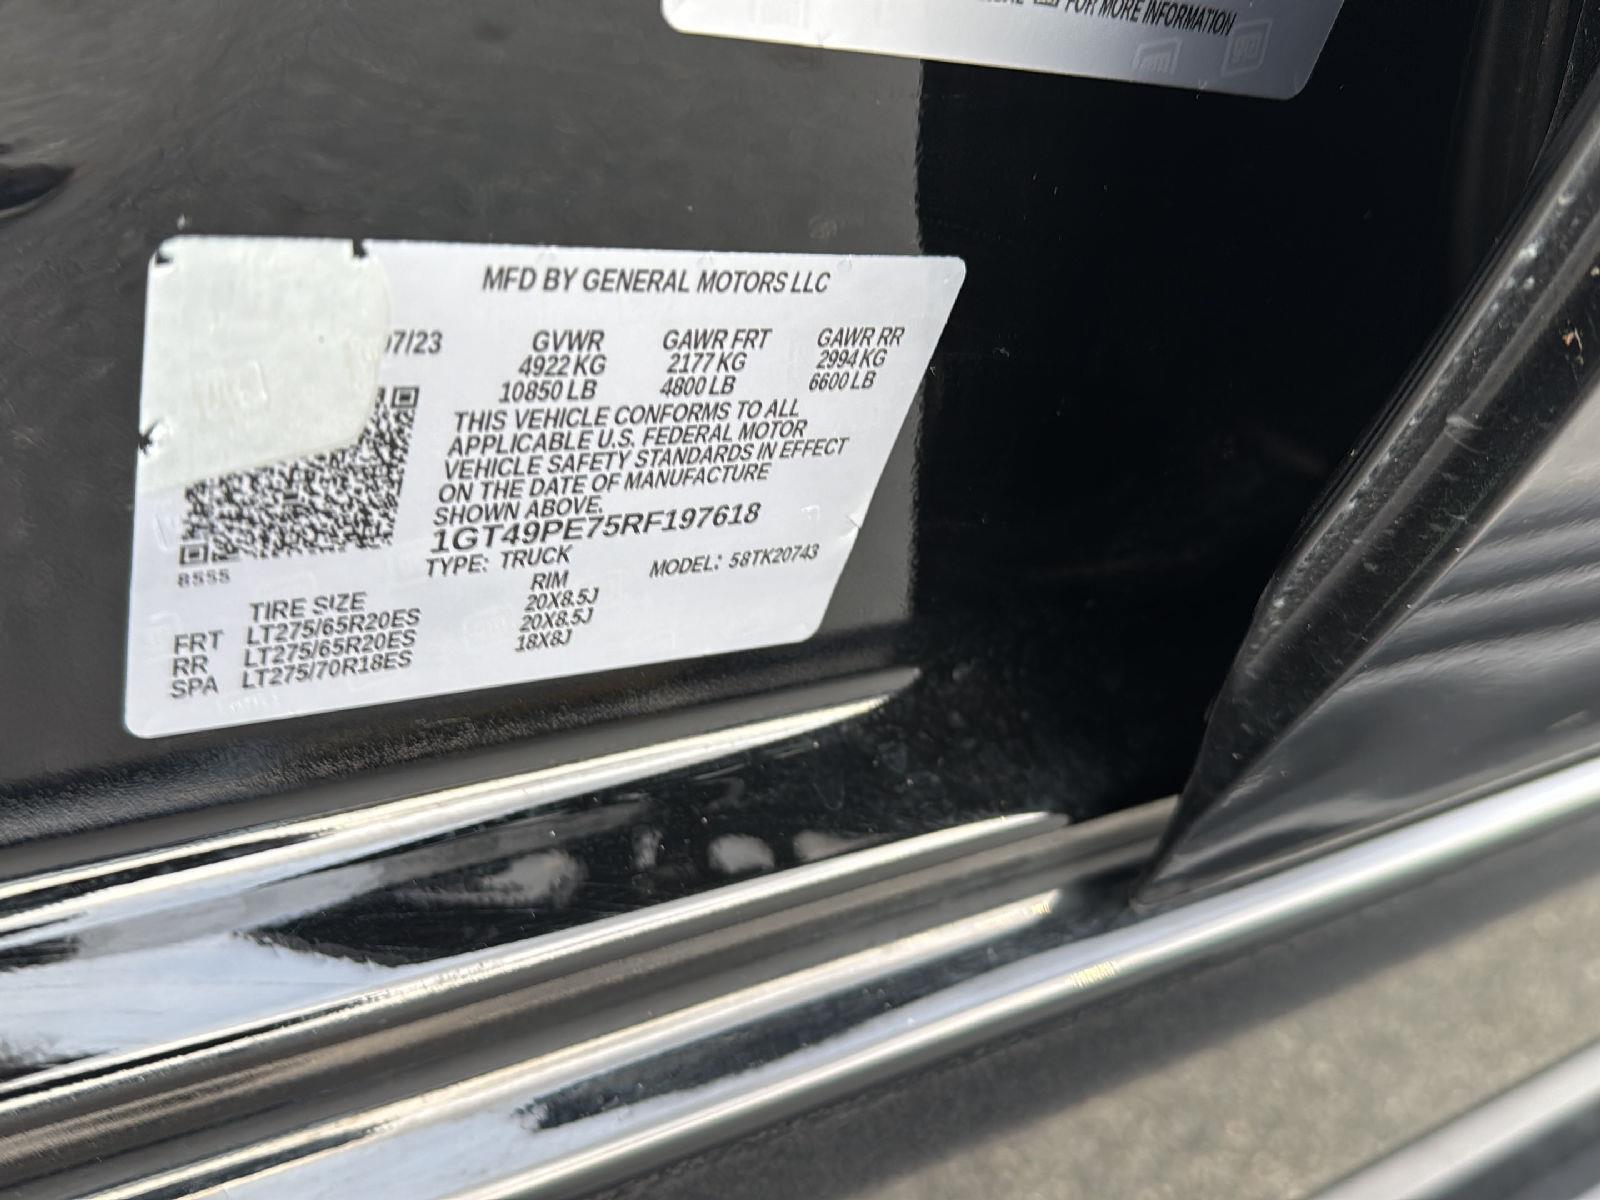 FOR MORE INFORMATION
gm gm
MFD BY GENERAL MOTORS LLC
07/23 GVWR GAWR FRT GAWR RR
4922 KG 2177 KG 2994 KG
10850 LB 4800 LB 6600 LB
THIS VEHICLE CONFORMS TO ALL
APPLICABLE U.S. FEDERAL MOTOR
VEHICLE SAFETY STANDARDS IN EFFECT
ON THE DATE OF MANUFACTURE
SHOWN ABOVE.
1GT49PE75RF197618
TYPE: TRUCK MODEL: 58TK20743
8555
TIRE SIZE RIM
FRT LT275/65R20ES 20X8.5J
RR LT275/65R20ES 20X8.5J
SPA LT275/70R18ES 18X8J